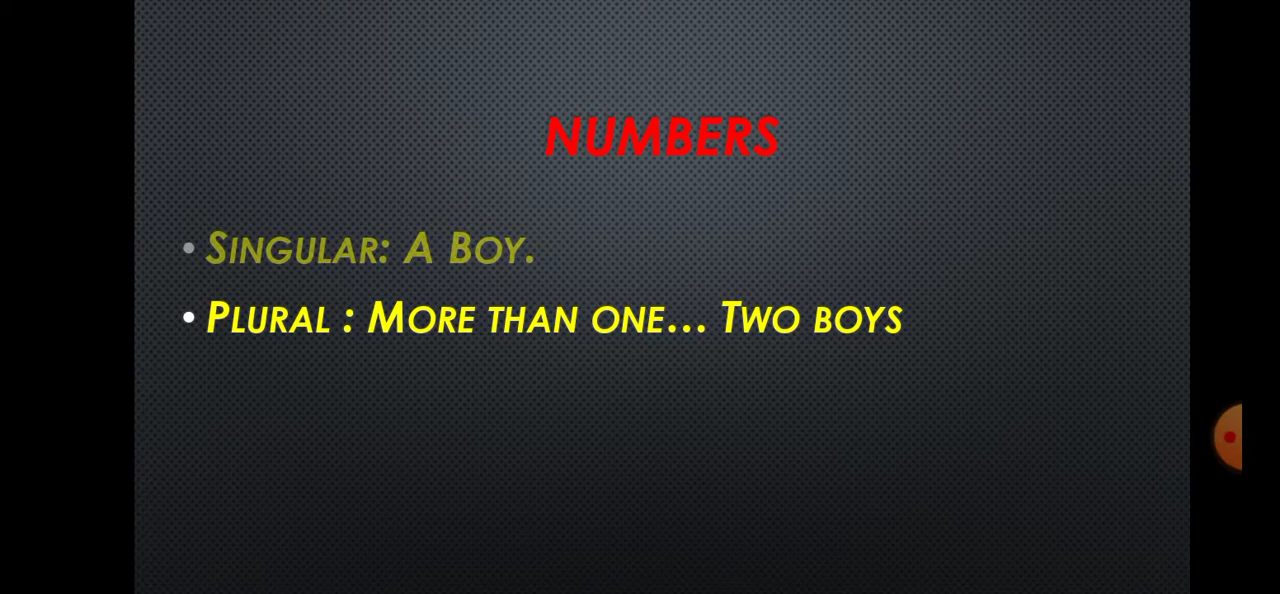 NUMBERS
• SINGULAR: A BOY.
• PLURAL : MORE THAN ONE... TWO BOYS